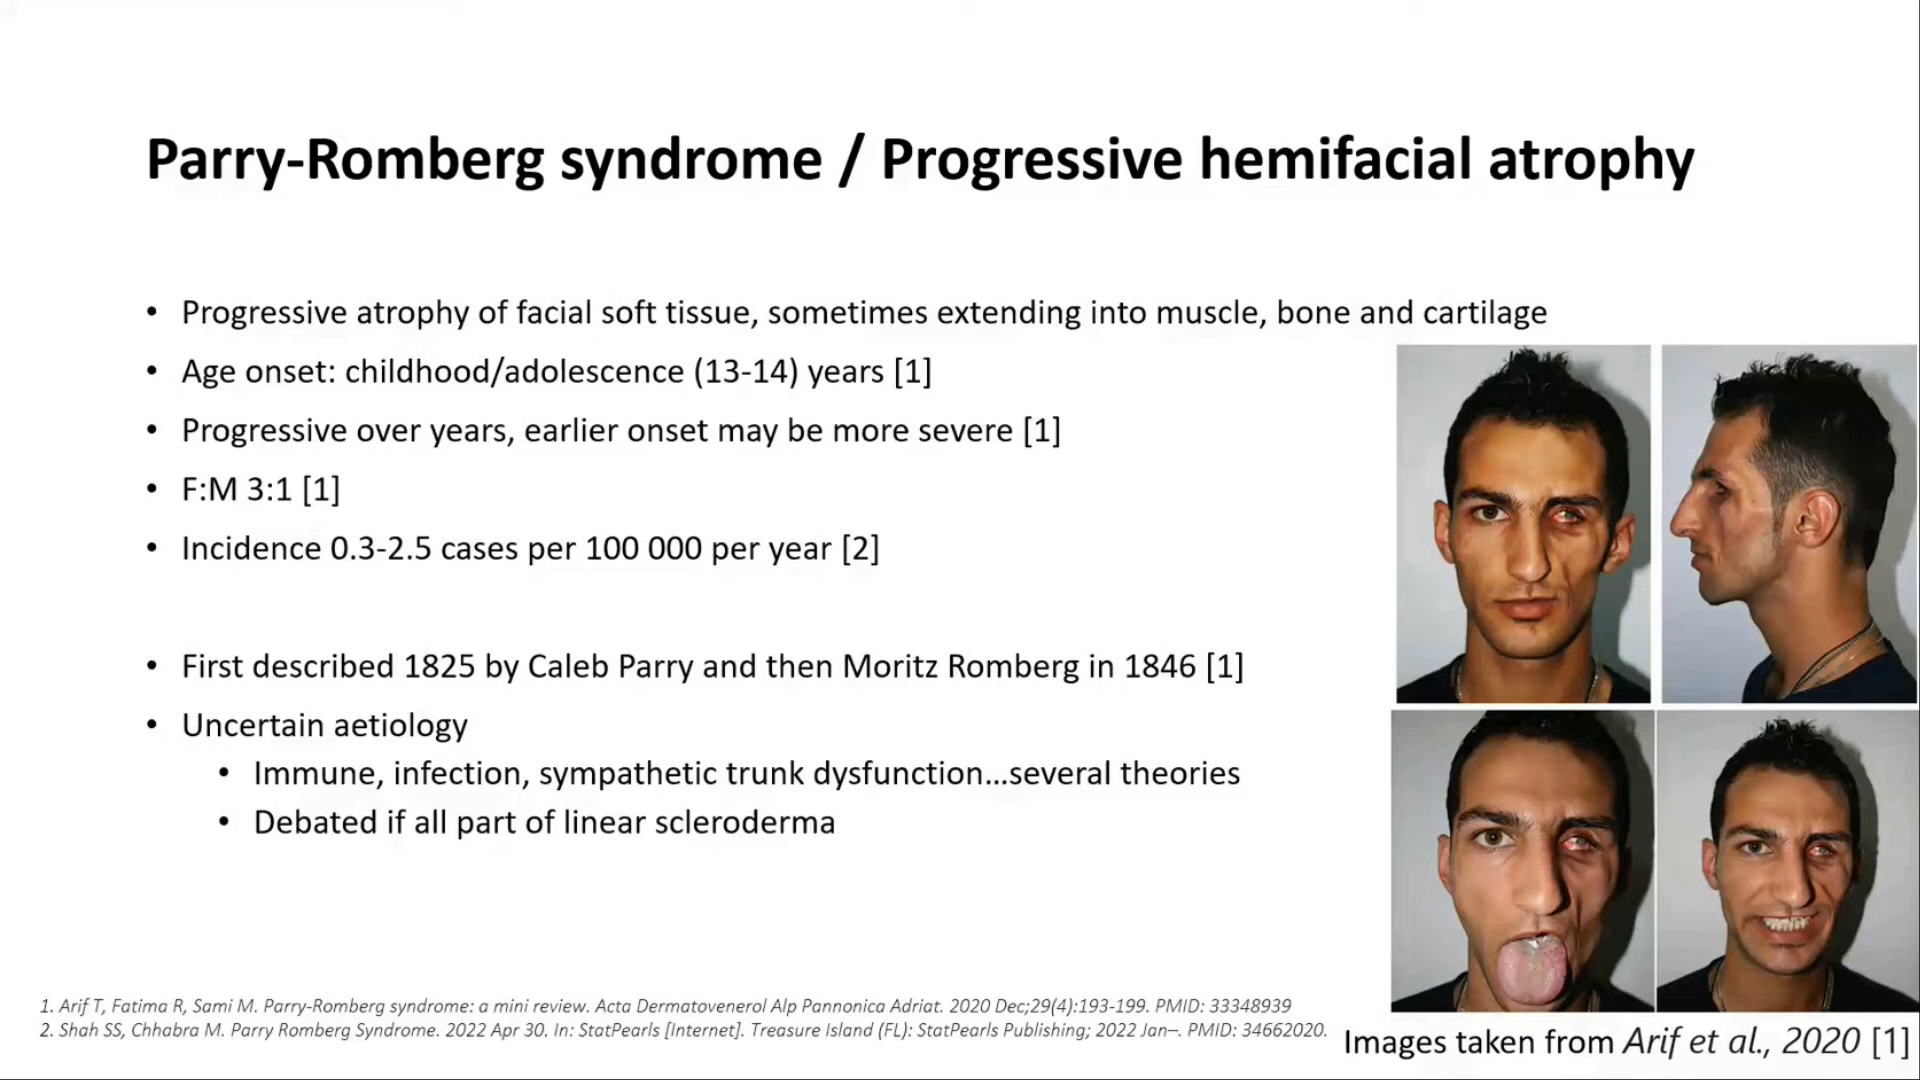 Parry-Romberg syndrome / Progressive hemifacial atrophy
• Progressive atrophy of facial soft tissue, sometimes extending into muscle, bone and cartilage
• Age onset: childhood/adolescence (13-14) years [1]
• Progressive over years, earlier onset may be more severe [1]
• F:M 3:1 [1]
• Incidence 0.3-2.5 cases per 100 000 per year [2]
• First described 1825 by Caleb Parry and then Moritz Romberg in 1846 [1]
• Uncertain aetiology
• Immune, infection, sympathetic trunk dysfunction…several theories
• Debated if all part of linear scleroderma
1. Arif T, Fatima R, Sami M. Parry-Romberg syndrome: a mini review. Acta Dermatovenerol Alp Pannonica Adriat. 2020 Dec;29(4):193-199. PMID: 33348939
2. Shah SS, Chhabra M. Parry Romberg Syndrome. 2022 Apr 30. In: StatPearls [Internet]. Treasure Island (FL): StatPearls Publishing; 2022 Jan–. PMID: 34662020.
Images taken from Arif et al., 2020 [1]